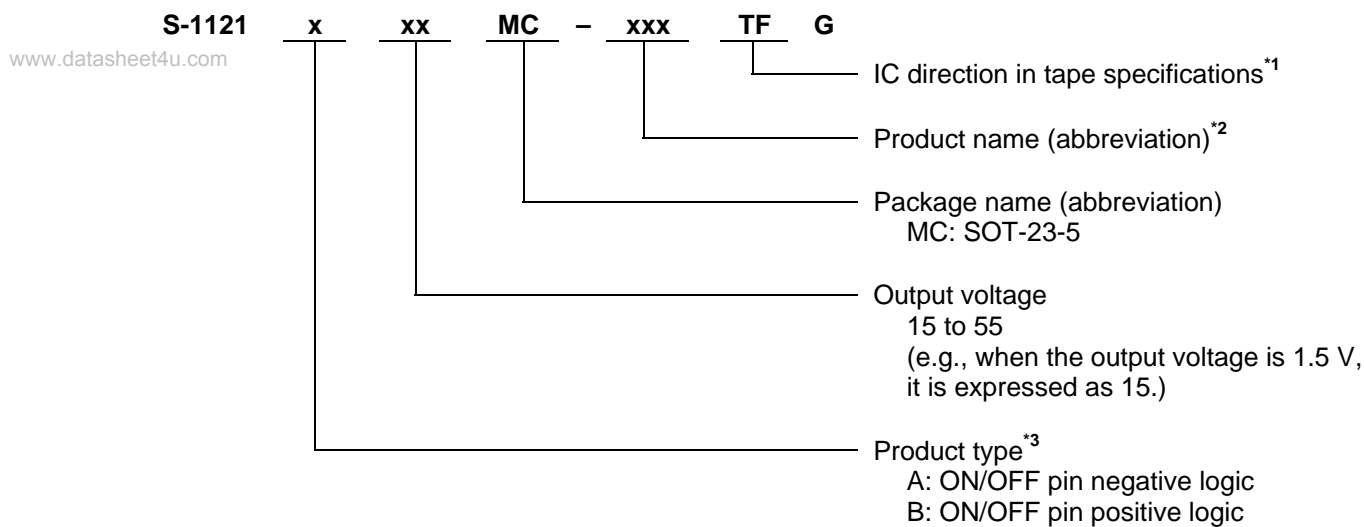 S-1121 x xx MC – xxx TF G
www.datasheet4u.com
IC direction in tape specifications*1
Product name (abbreviation)*2
Package name (abbreviation)
MC: SOT-23-5
Output voltage
15 to 55
(e.g., when the output voltage is 1.5 V,
it is expressed as 15.)
Product type*3
A: ON/OFF pin negative logic
B: ON/OFF pin positive logic